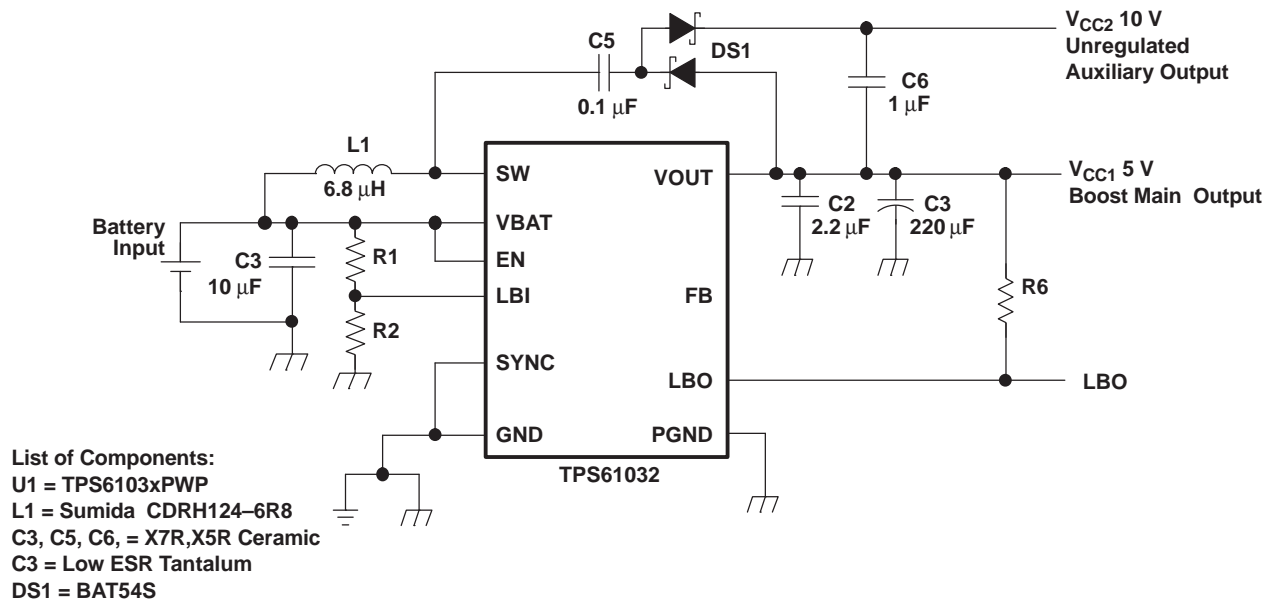 C5
0.1 µF
DS1
C6
1 µF
V_CC2 10 V
Unregulated
Auxiliary Output
L1
6.8 µH
SW
VBAT
EN
LBI
SYNC
GND
VOUT
FB
LBO
PGND
TPS61032
Battery
Input
C3
10 µF
R1
R2
C2
2.2 µF
C3
220 µF
V_CC1 5 V
Boost Main Output
R6
LBO
List of Components:
U1 = TPS6103xPWP
L1 = Sumida CDRH124–6R8
C3, C5, C6, = X7R,X5R Ceramic
C3 = Low ESR Tantalum
DS1 = BAT54S